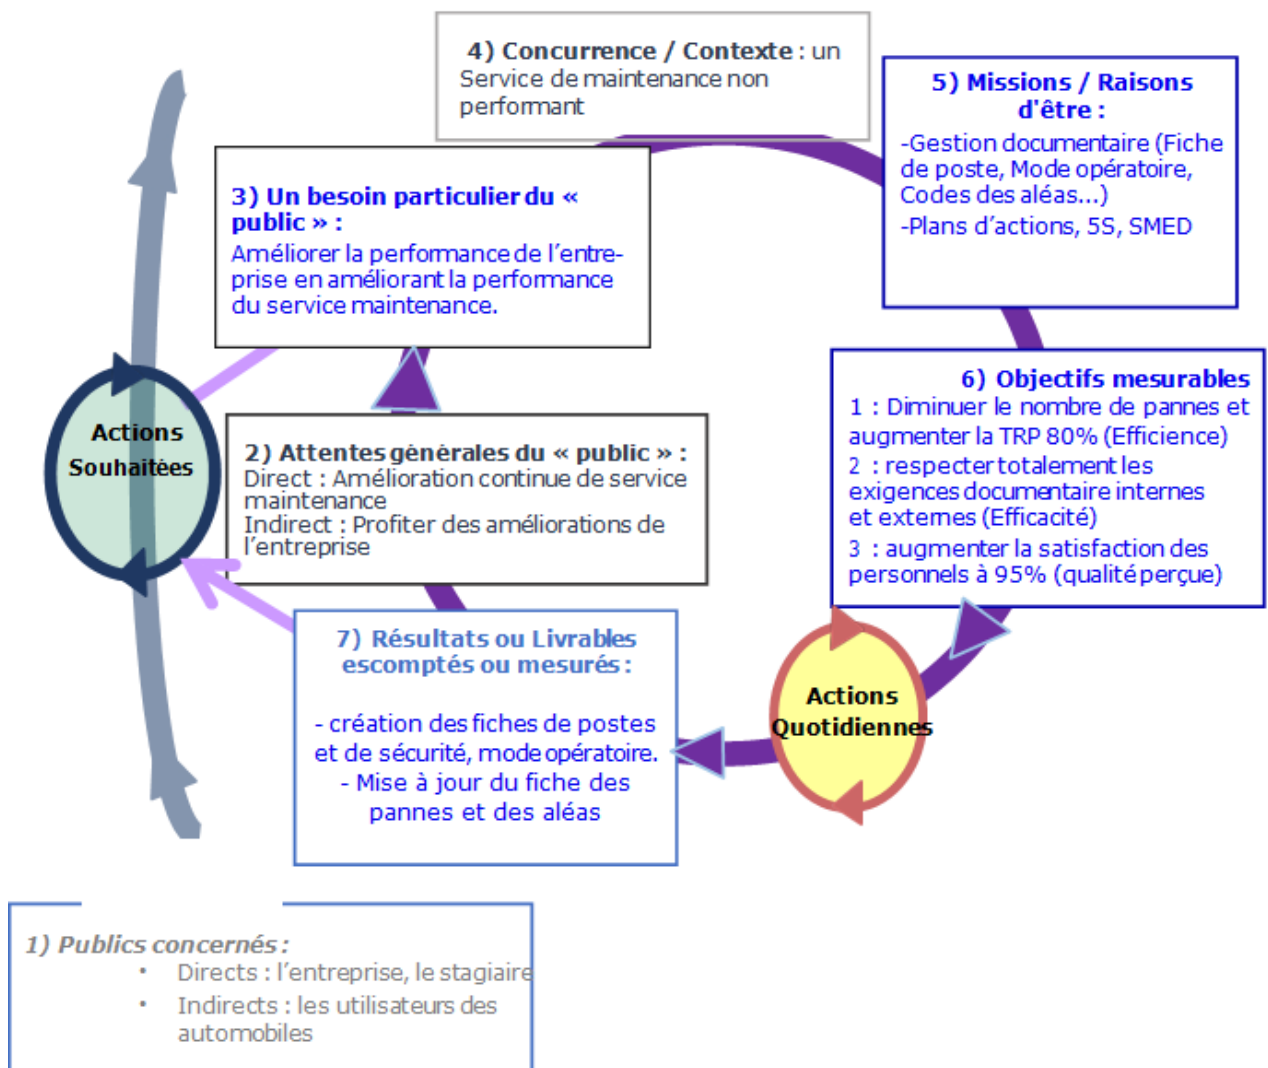 4) Concurrence / Contexte : un
Service de maintenance non
performant
5) Missions / Raisons
d'être :
-Gestion documentaire (Fiche
de poste, Mode opératoire,
Codes des aléas...)
-Plans d’actions, 5S, SMED
3) Un besoin particulier du «
public » :
Améliorer la performance de l’entre-
prise en améliorant la performance
du service maintenance.
6) Objectifs mesurables
1 : Diminuer le nombre de pannes et
augmenter la TRP 80% (Efficience)
2 : respecter totalement les
exigences documentaire internes
et externes (Efficacité)
3 : augmenter la satisfaction des
personnels à 95% (qualité perçue)
Actions
Souhaitées
2) Attentes générales du « public » :
Direct : Amélioration continue de service
maintenance
Indirect : Profiter des améliorations de
l’entreprise
7) Résultats ou Livrables
escomptés ou mesurés :
- création des fiches de postes
et de sécurité, mode opératoire.
- Mise à jour du fiche des
pannes et des aléas
Actions
Quotidiennes
1) Publics concernés :
• Directs : l’entreprise, le stagiaire
• Indirects : les utilisateurs des
automobiles